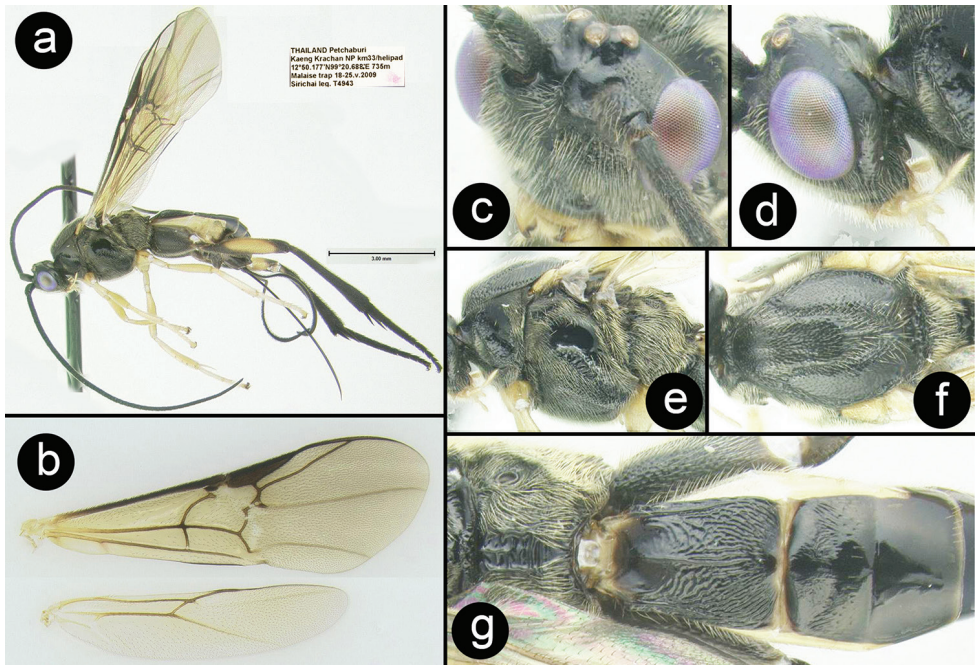 a
THAILAND Petchaburi
Kaeng Krachan NP km33/helipad
12°50.177'N99°20.688'E 735m
Malaise trap 18-25.v.2009
Sirichai leg. T4943
3.00 mm
b
c
d
e
f
g